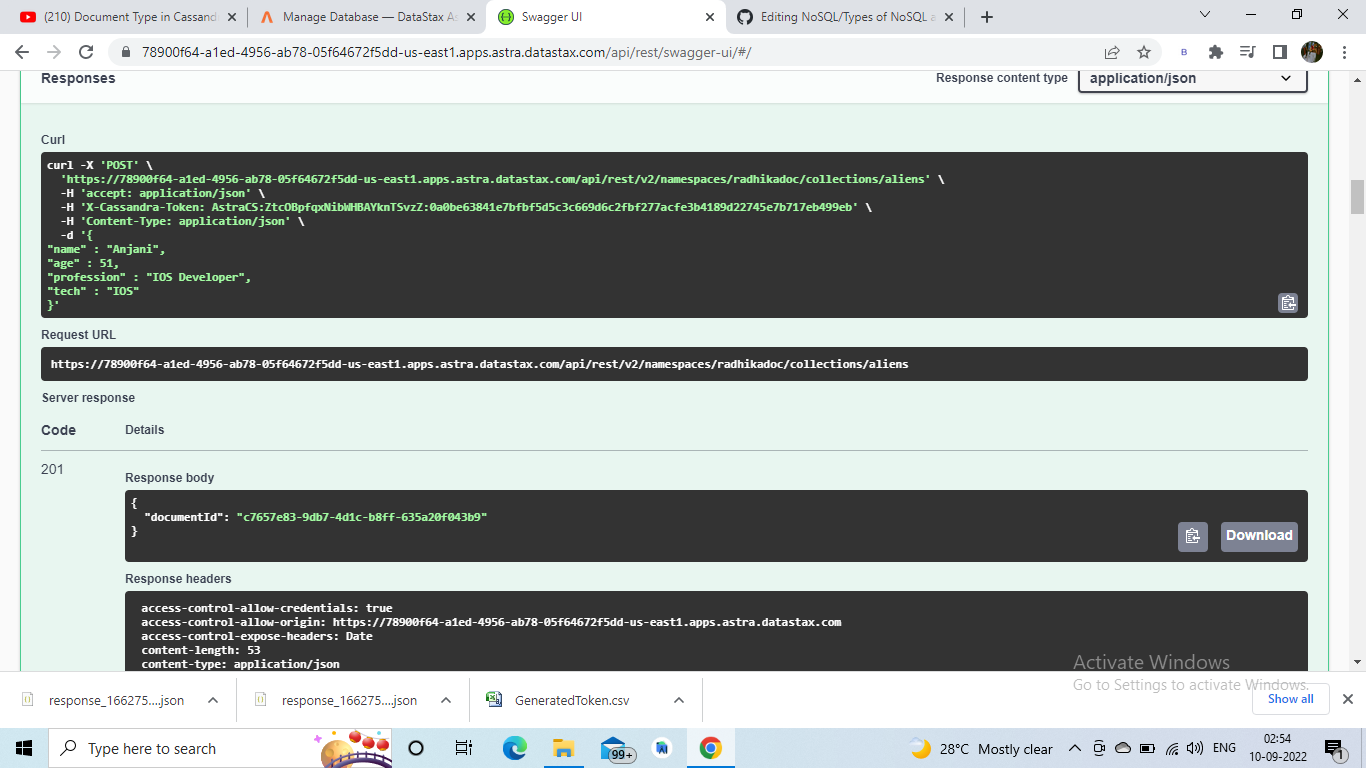 (210) Document Type in Cassand
Manage Database — DataStax As
Swagger UI
Editing NoSQL/Types of NoSQL a
78900f64-a1ed-4956-ab78-05f64672f5dd-us-east1.apps.astra.datastax.com/api/rest/swagger-ui/#/
B
Responses
Response content type
application/json
Curl
curl -X 'POST' \
'https://78900f64-a1ed-4956-ab78-05f64672f5dd-us-east1.apps.astra.datastax.com/api/rest/v2/namespaces/radhikadoc/collections/aliens' \
-H 'accept: application/json' \
-H 'X-Cassandra-Token: AstraCS:ZtcOBpfqxNibWHBAYknTSvzZ:0a0be63841e7bfbf5d5c3c669d6c2fbf277acfe3b4189d22745e7b717eb499eb' \
-H 'Content-Type: application/json' \
-d '{
"name" : "Anjani",
"age" : 51,
"profession" : "IOS Developer",
"tech" : "IOS"
}'
Request URL
https://78900f64-a1ed-4956-ab78-05f64672f5dd-us-east1.apps.astra.datastax.com/api/rest/v2/namespaces/radhikadoc/collections/aliens
Server response
Code
Details
201
Response body
{
"documentId": "c7657e83-9db7-4d1c-b8ff-635a20f043b9"
}
Download
Response headers
access-control-allow-credentials: true
access-control-allow-origin: https://78900f64-a1ed-4956-ab78-05f64672f5dd-us-east1.apps.astra.datastax.com
access-control-expose-headers: Date
content-length: 53
content-type: application/json
Activate Windows
Go to Settings to activate Windows.
response_166275....json
response_166275....json
GeneratedToken.csv
Show all
Type here to search
99+
28°C Mostly clear
ENG
02:54
10-09-2022
1